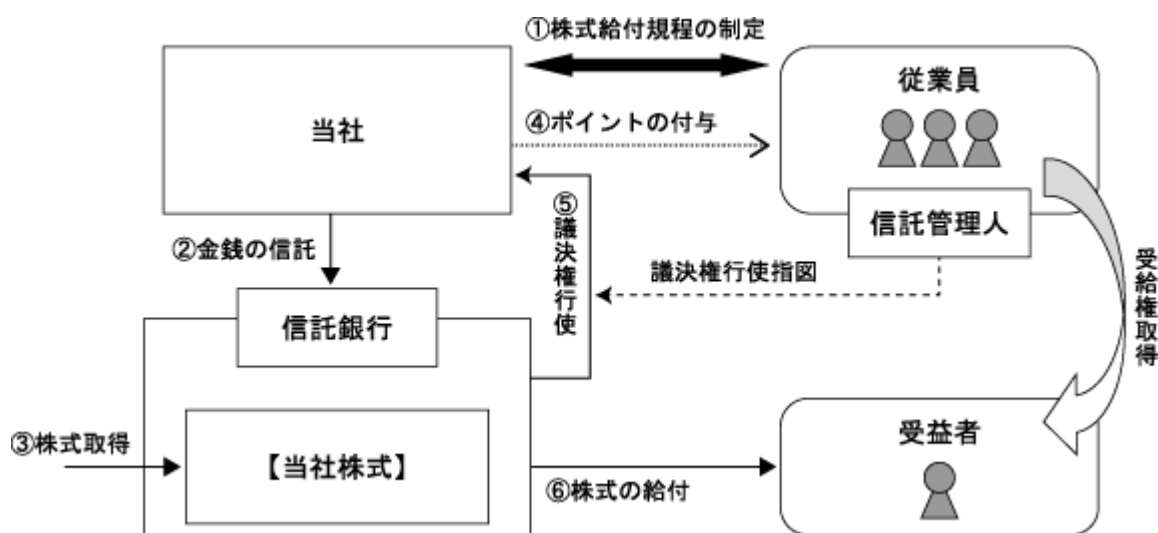 ①株式給付規程の制定
従業員
当社
④ポイントの付与
信託管理人
②金銭の信託
⑤議決権行使
議決権行使指図
受給権取得
信託銀行
③株式取得
【当社株式】
受益者
⑥株式の給付